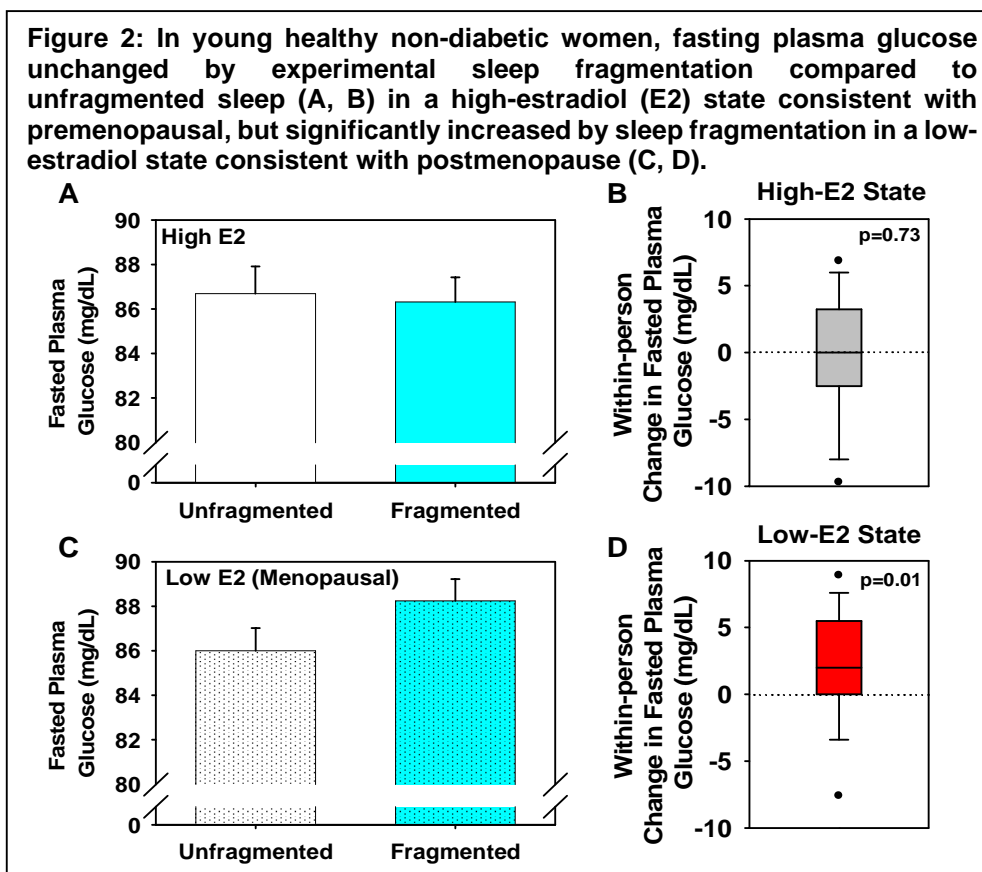 Figure 2: In young healthy non-diabetic women, fasting plasma glucose
unchanged by experimental sleep fragmentation compared to
unfragmented sleep (A, B) in a high-estradiol (E2) state consistent with
premenopausal, but significantly increased by sleep fragmentation in a low-
estradiol state consistent with postmenopause (C, D).
A
High E2
Fasted Plasma
Glucose (mg/dL)
90
88
86
84
82
80
0
Unfragmented
Fragmented
B
High-E2 State
p=0.73
Within-person
Change in Fasted Plasma
Glucose (mg/dL)
10
5
0
-5
-10
C
Low E2 (Menopausal)
Fasted Plasma
Glucose (mg/dL)
90
88
86
84
82
80
0
Unfragmented
Fragmented
D
Low-E2 State
p=0.01
Within-person
Change in Fasted Plasma
Glucose (mg/dL)
10
5
0
-5
-10